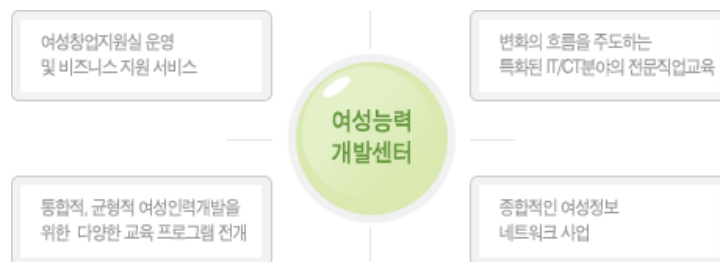 여성창업지원실 운영
및 비즈니스 지원 서비스
변화의 흐름을 주도하는
특화된 IT/CT분야의 전문직업교육
여성능력
개발센터
통합적, 균형적 여성인력개발을
위한 다양한 교육 프로그램 전개
종합적인 여성정보
네트워크 사업